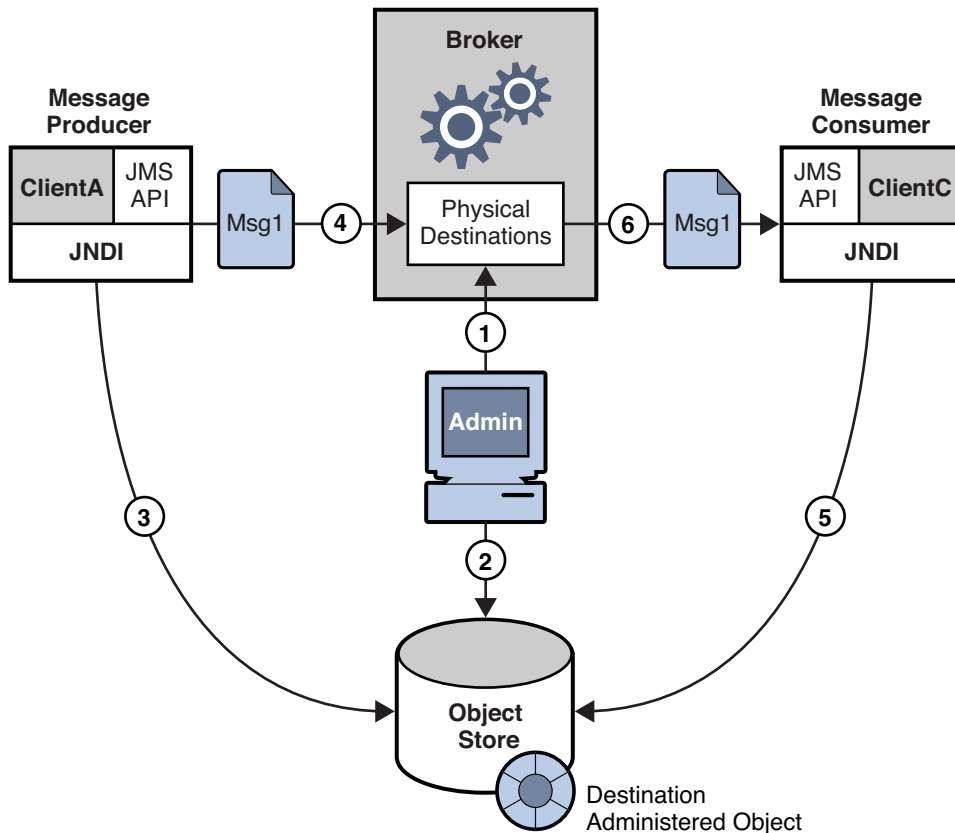 Broker
Message
Producer
Message
Consumer
ClientA
JMS
API
JNDI
Msg1
4
Physical
Destinations
6
Msg1
JMS
API
ClientC
JNDI
1
Admin
3
5
2
Object
Store
Destination
Administered Object